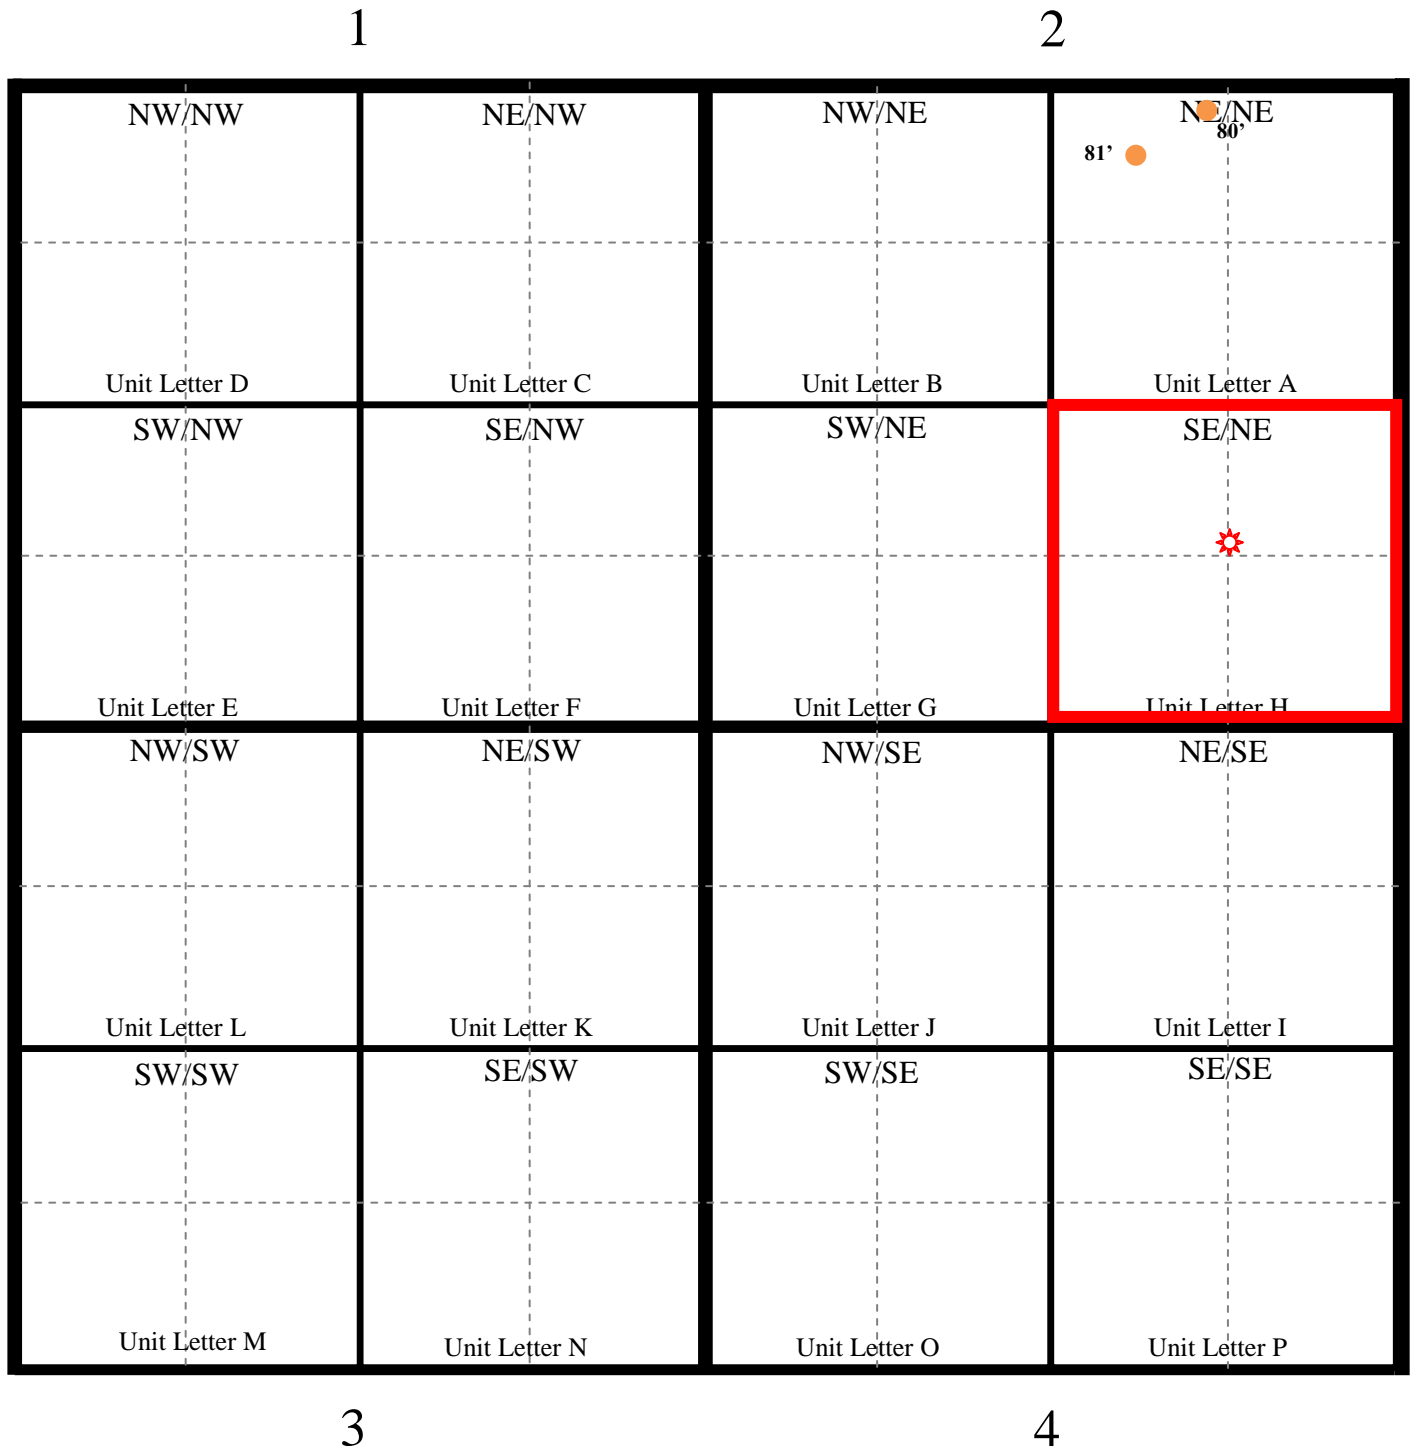 1 2
NW/NW NE/NW NW/NE NE/NE
80’
81’
Unit Letter D Unit Letter C Unit Letter B Unit Letter A
SW/NW SE/NW SW/NE SE/NE
Unit Letter E Unit Letter F Unit Letter G Unit Letter H
NW/SW NE/SW NW/SE NE/SE
Unit Letter L Unit Letter K Unit Letter J Unit Letter I
SW/SW SE/SW SW/SE SE/SE
Unit Letter M Unit Letter N Unit Letter O Unit Letter P
3 4